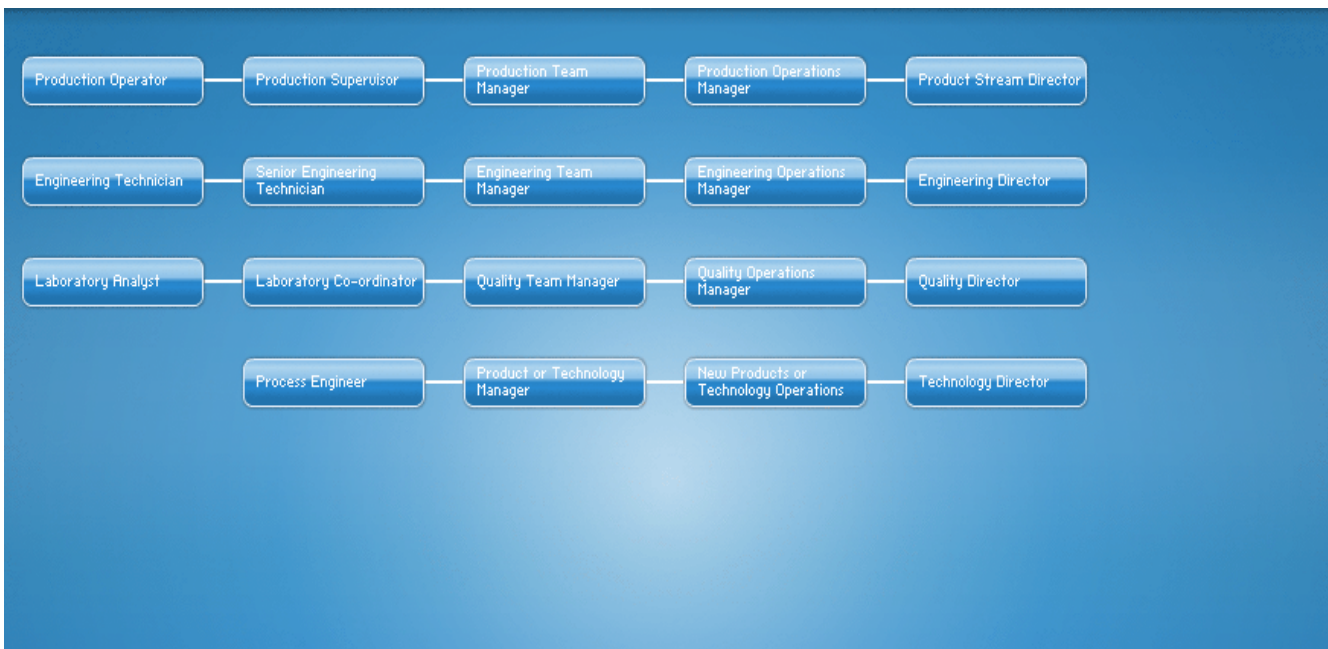 Production Operator
Production Supervisor
Production Team
Manager
Production Operations
Manager
Product Stream Director
Engineering Technician
Senior Engineering
Technician
Engineering Team
Manager
Engineering Operations
Manager
Engineering Director
Laboratory Analyst
Laboratory Co-ordinator
Quality Team Manager
Quality Operations
Manager
Quality Director
Process Engineer
Product or Technology
Manager
New Products or
Technology Operations
Technology Director